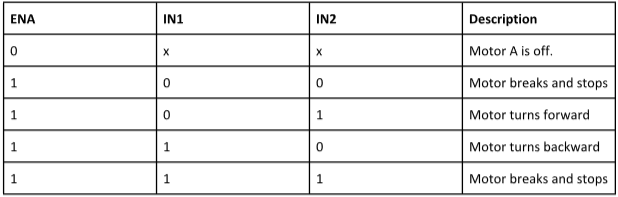 ENA IN1 IN2 Description
0 x x Motor A is off.
1 0 0 Motor breaks and stops
1 0 1 Motor turns forward
1 1 0 Motor turns backward
1 1 1 Motor breaks and stops